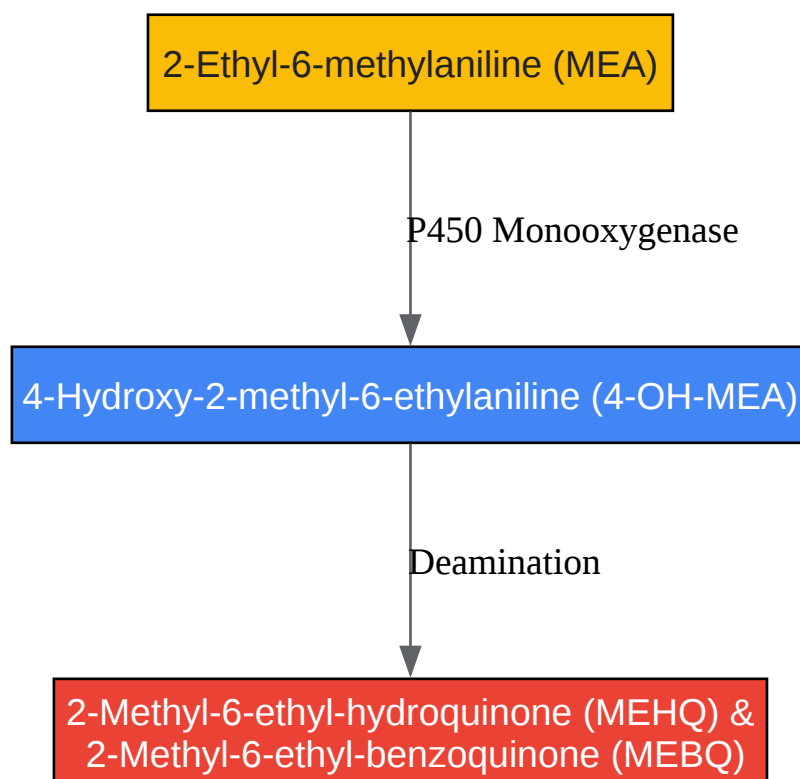 2-Ethyl-6-methylaniline (MEA)
P450 Monooxygenase
4-Hydroxy-2-methyl-6-ethylaniline (4-OH-MEA)
Deamination
2-Methyl-6-ethyl-hydroquinone (MEHQ) &
2-Methyl-6-ethyl-benzoquinone (MEBQ)